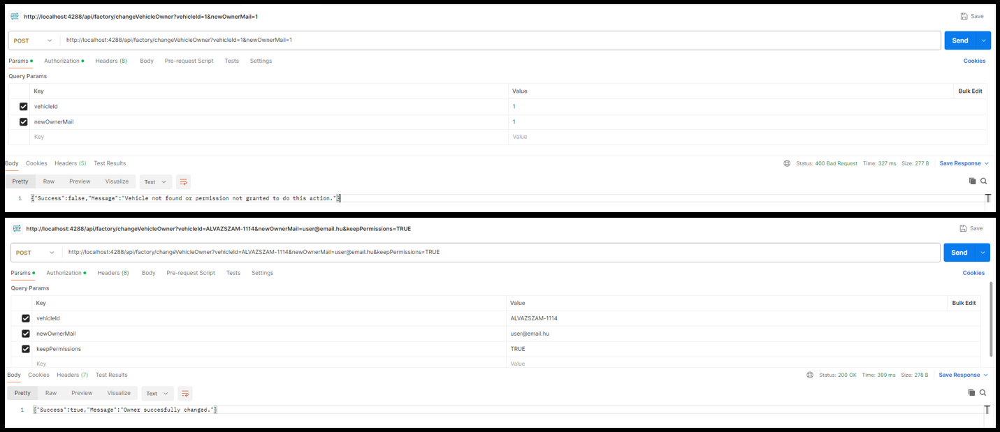 HTTP http://localhost:4288/api/factory/changeVehicleOwner?vehicleId=1&newOwnerMail=1 Save
POST http://localhost:4288/api/factory/changeVehicleOwner?vehicleId=1&newOwnerMail=1 Send
Params Authorization Headers (8) Body Pre-request Script Tests Settings Cookies
Query Params
Key Value Bulk Edit
vehicleId 1
newOwnerMail 1
Key Value
Body Cookies Headers (5) Test Results Status: 400 Bad Request Time: 327 ms Size: 277 B Save Response
Pretty Raw Preview Visualize Text
1 {"Success":false,"Message":"Vehicle not found or permission not granted to do this action."}
HTTP http://localhost:4288/api/factory/changeVehicleOwner?vehicleId=ALVAZSZAM-1114&newOwnerMail=user@email.hu&keepPermissions=TRUE Save
POST http://localhost:4288/api/factory/changeVehicleOwner?vehicleId=ALVAZSZAM-1114&newOwnerMail=user@email.hu&keepPermissions=TRUE Send
Params Authorization Headers (8) Body Pre-request Script Tests Settings Cookies
Query Params
Key Value Bulk Edit
vehicleId ALVAZSZAM-1114
newOwnerMail user@email.hu
keepPermissions TRUE
Key Value
Body Cookies Headers (7) Test Results Status: 200 OK Time: 399 ms Size: 278 B Save Response
Pretty Raw Preview Visualize Text
1 {"Success":true,"Message":"Owner succesfully changed."}